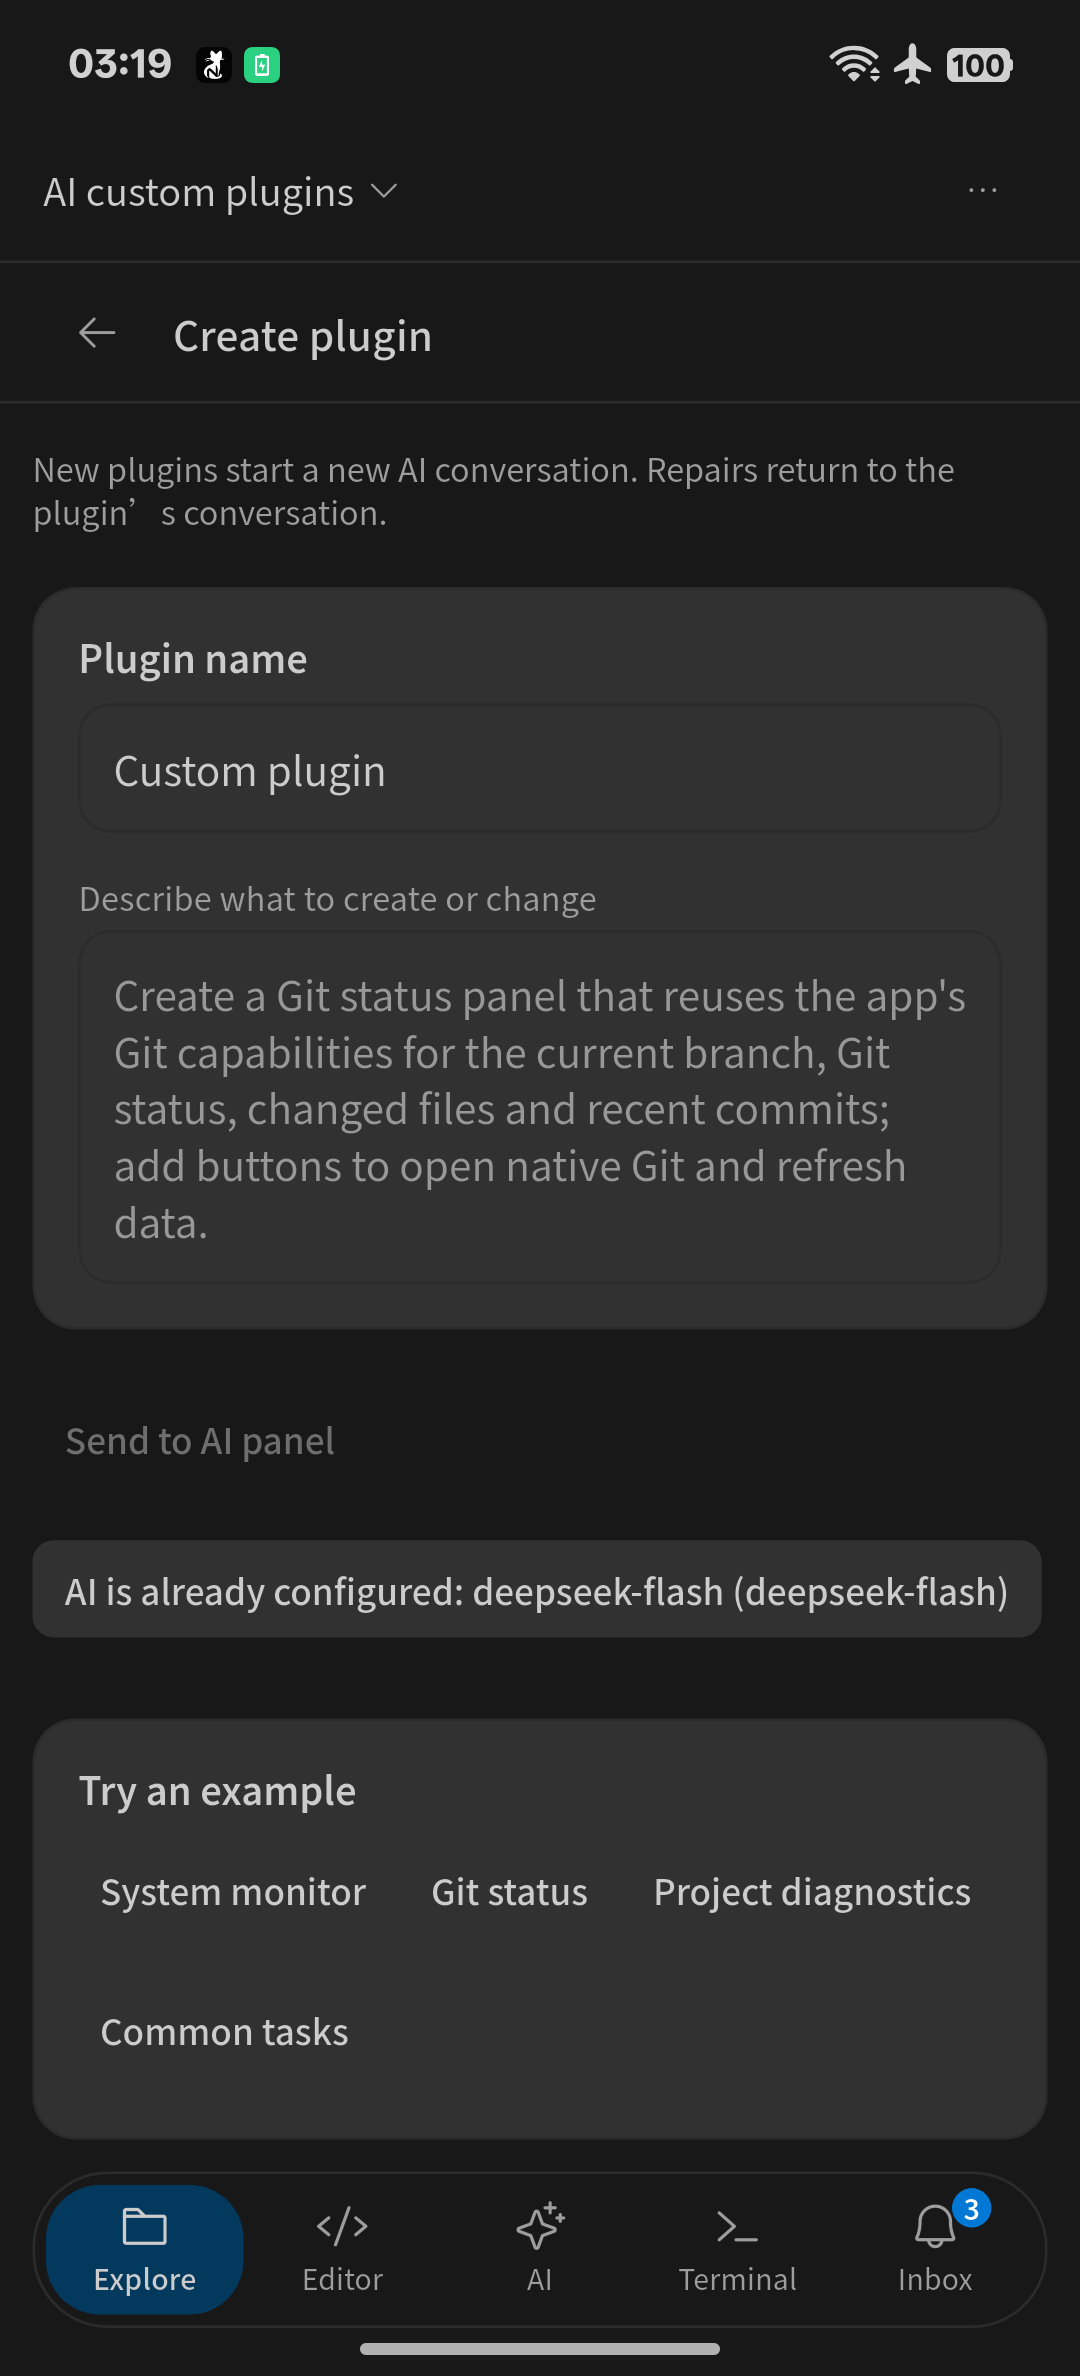 03:19
100
AI custom plugins
Create plugin
New plugins start a new AI conversation. Repairs return to the
plugin’s conversation.
Plugin name
Custom plugin
Describe what to create or change
Create a Git status panel that reuses the app's
Git capabilities for the current branch, Git
status, changed files and recent commits;
add buttons to open native Git and refresh
data.
Send to AI panel
AI is already configured: deepseek-flash (deepseek-flash)
Try an example
System monitor Git status Project diagnostics
Common tasks
3
Explore Editor AI Terminal Inbox